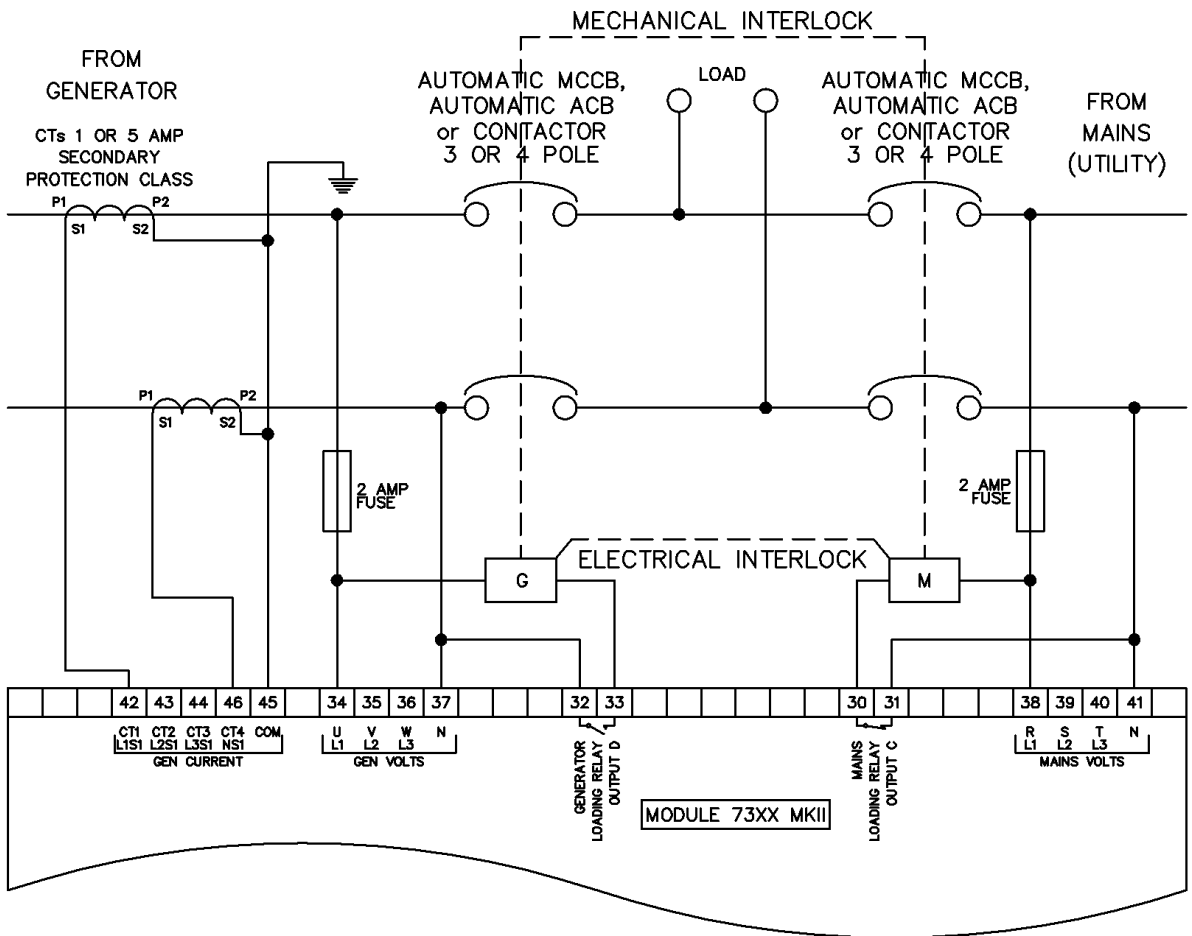 MECHANICAL INTERLOCK
FROM
GENERATOR
CTs 1 OR 5 AMP
SECONDARY
PROTECTION CLASS
AUTOMATIC MCCB,
AUTOMATIC ACB
or CONTACTOR
3 OR 4 POLE
LOAD
AUTOMATIC MCCB,
AUTOMATIC ACB
or CONTACTOR
3 OR 4 POLE
FROM
MAINS
(UTILITY)
P1 P2
S1 S2
P1 P2
S1 S2
2 AMP
FUSE
2 AMP
FUSE
ELECTRICAL INTERLOCK
G
M
42 43 44 46 45 34 35 36 37 32 33 30 31 38 39 40 41
CT1 CT2 CT3 CT4 COM
L1S1 L2S1 L3S1 NS1
GEN CURRENT
U V W N
L1 L2 L3
GEN VOLTS
GENERATOR
LOADING RELAY
OUTPUT D
MODULE 73XX MKII
MAINS
LOADING RELAY
OUTPUT C
R S T N
L1 L2 L3
MAINS VOLTS